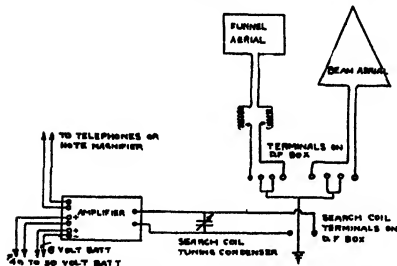 FUNNEL
AERIAL
BEAM AERIAL
TO TELEPHONES OR
NOTE MAGNIFIER
TERMINALS ON
D.F BOX
AMPLIFIER
+
-
6 VOLT BATT
TO 50 VOLT BATT
SEARCH COIL
TUNING CONDENSER
SEARCH COIL
TERMINALS ON
D.F BOX